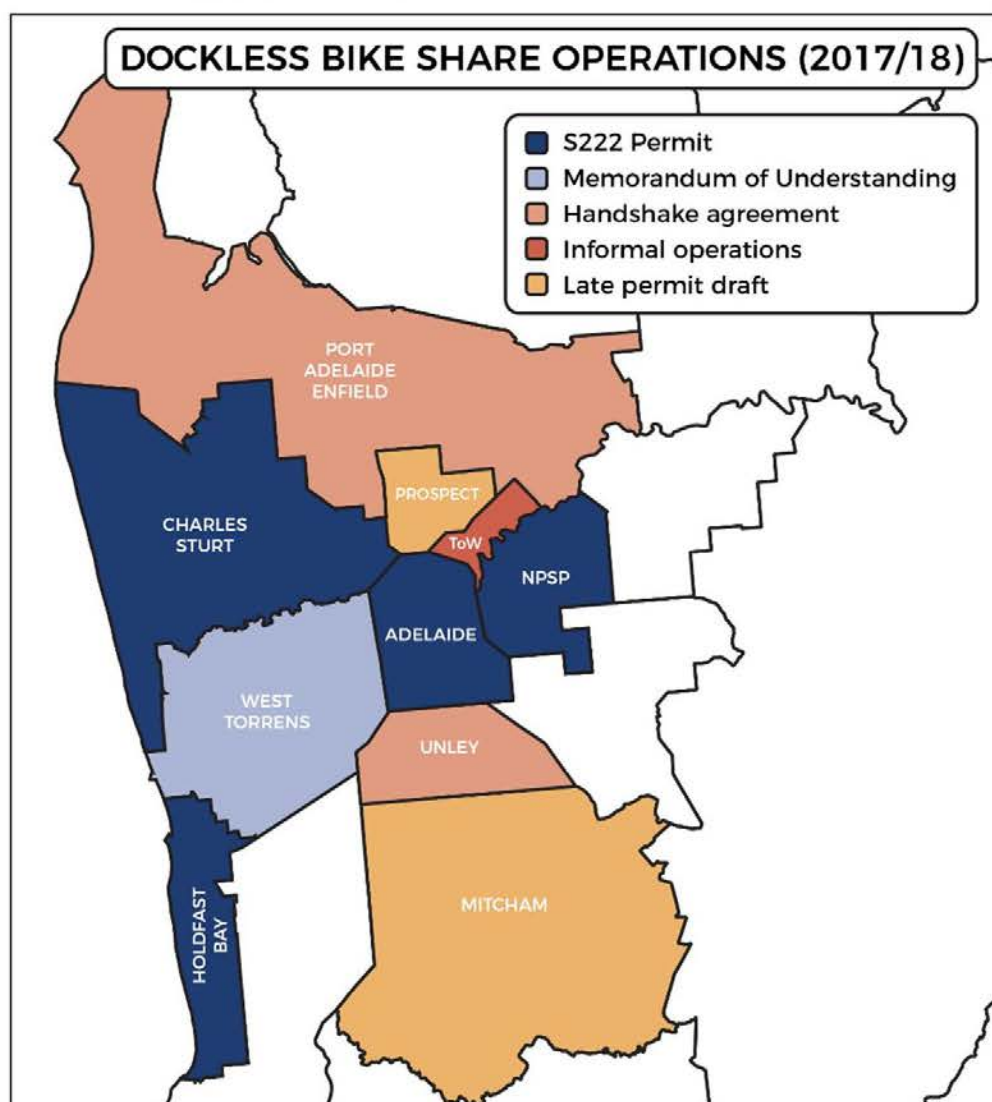 DOCKLESS BIKE SHARE OPERATIONS (2017/18)
S222 Permit
Memorandum of Understanding
Handshake agreement
Informal operations
Late permit draft
PORT
ADELAIDE
ENFIELD
PROSPECT
CHARLES
STURT
ToW
NPSP
ADELAIDE
WEST
TORRENS
UNLEY
MITCHAM
HOLDFAST
BAY